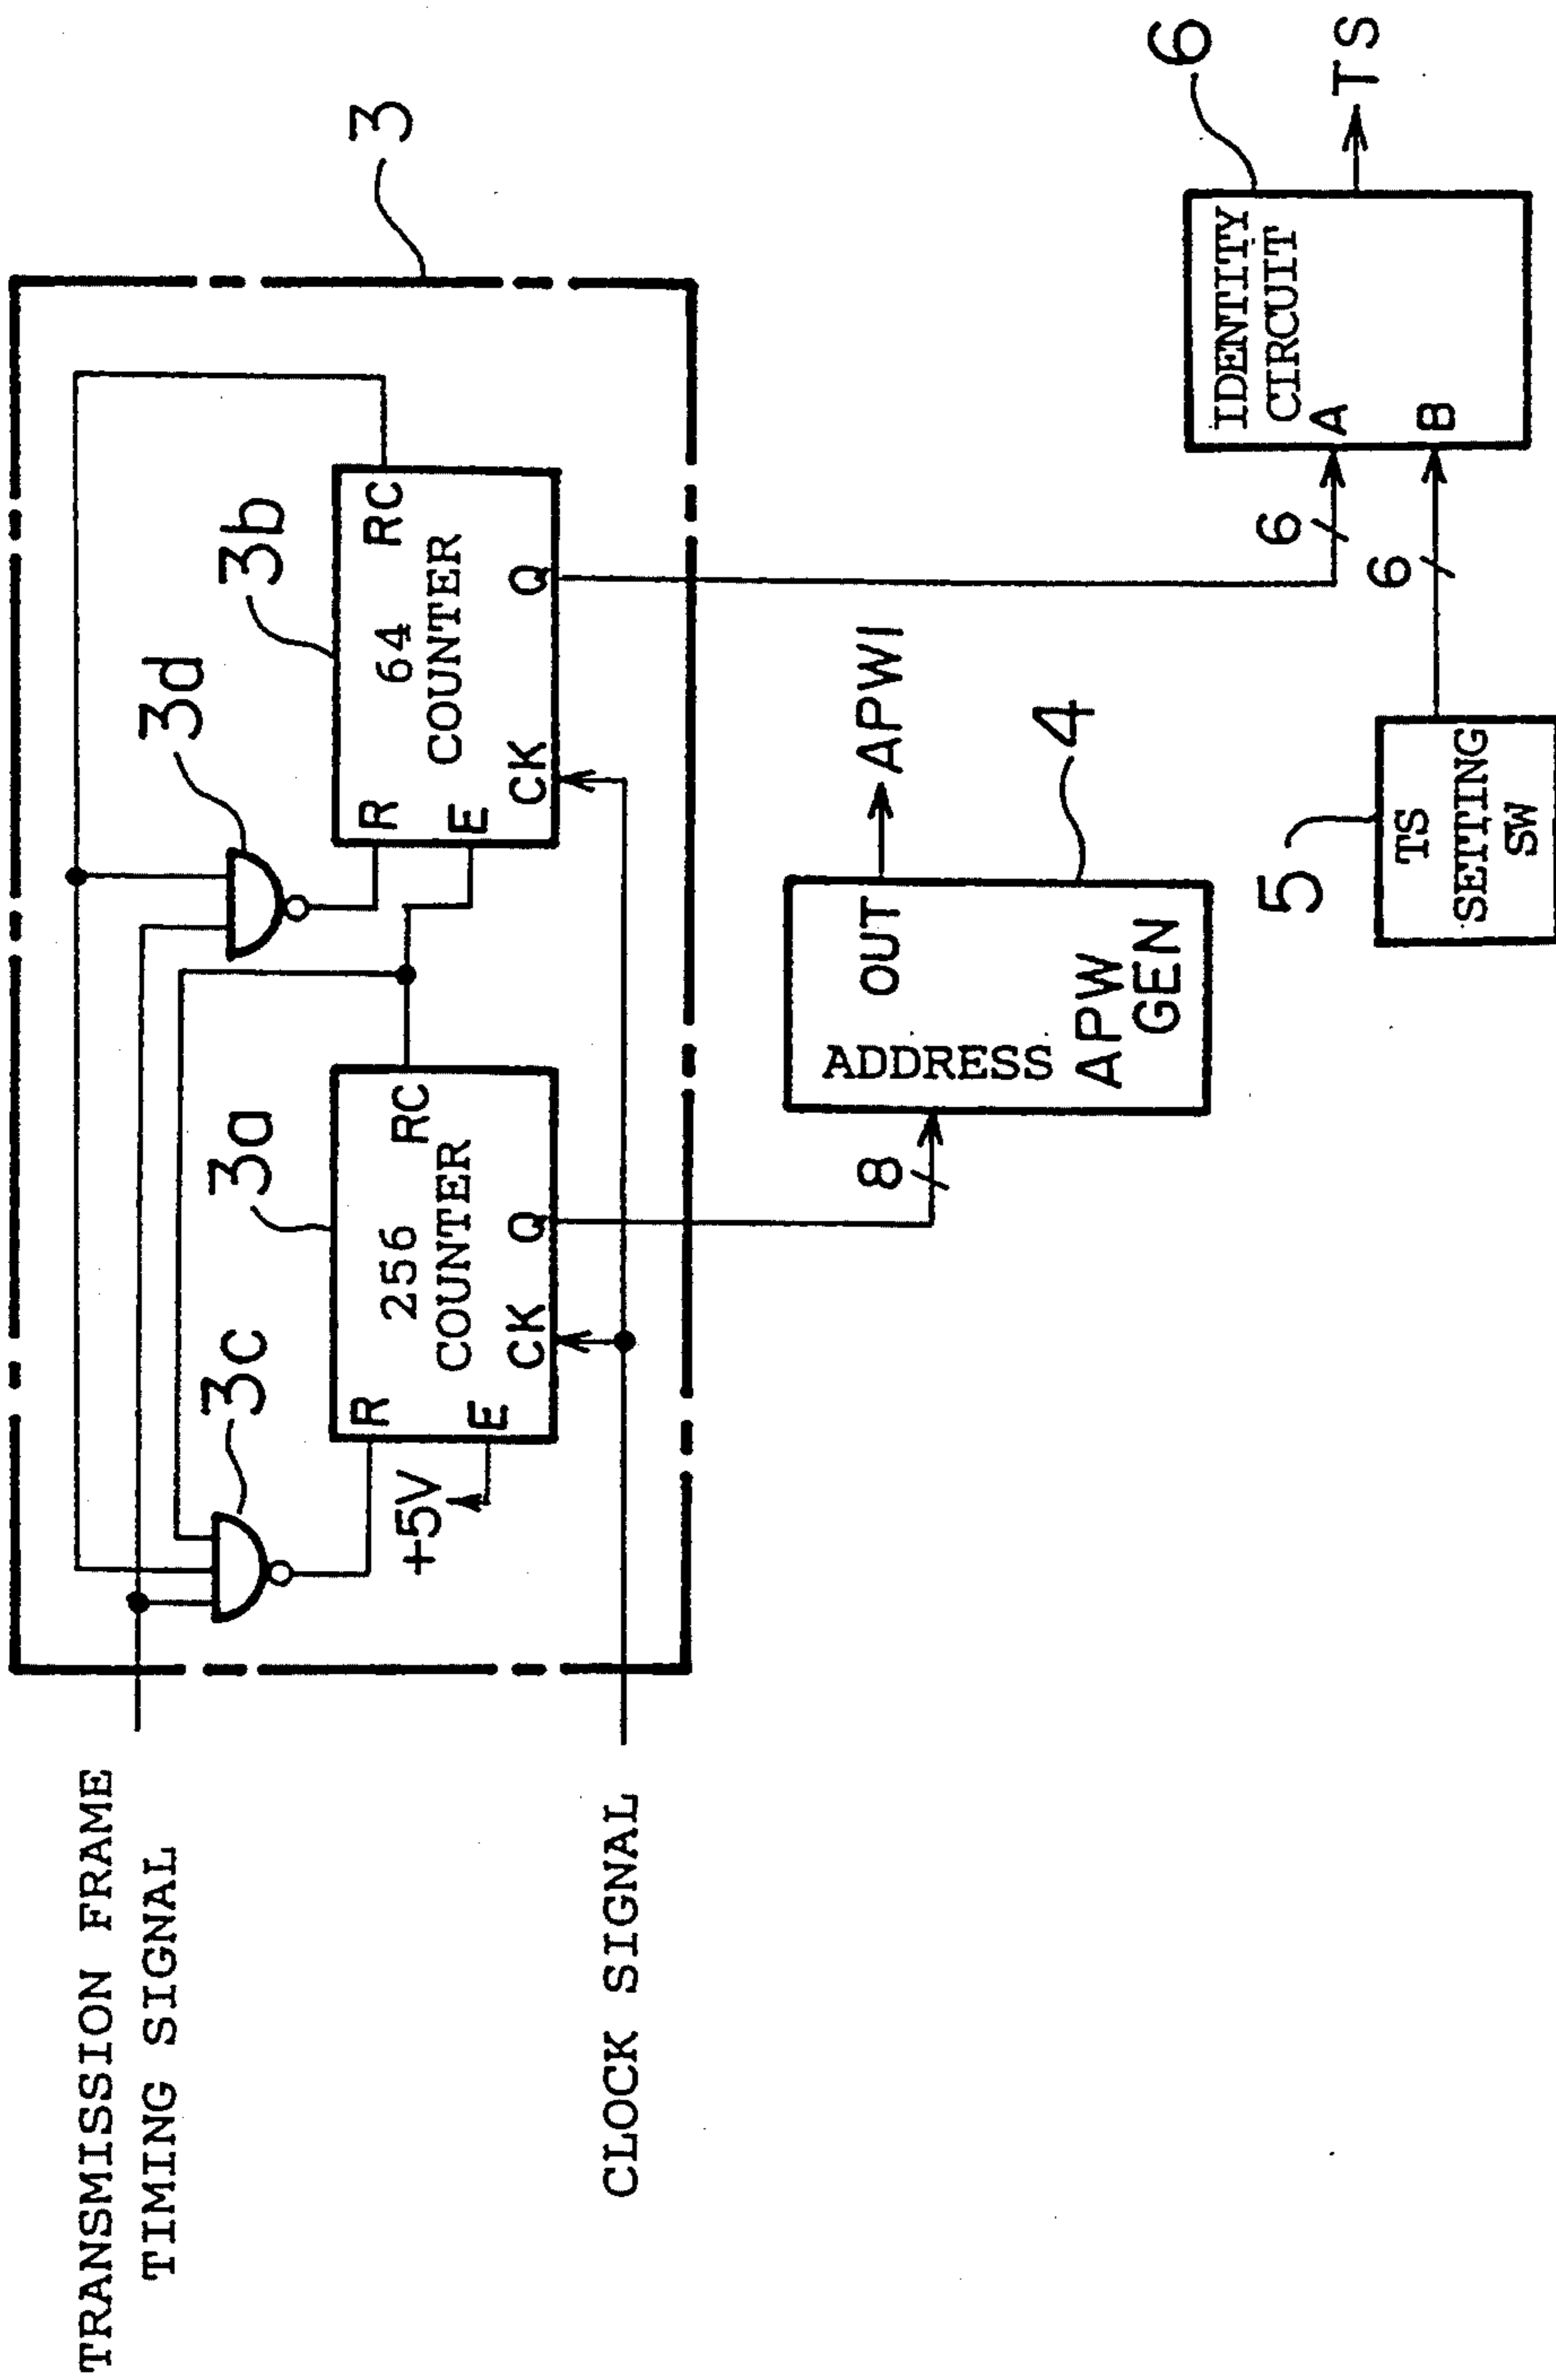 TRANSMISSION FRAME
TIMING SIGNAL
CLOCK SIGNAL
3
3c
3a
3d
3b
R
E
+5V
256
COUNTER
CK
Q
RC
R
E
64
COUNTER
CK
Q
RC
8
ADDRESS
OUT
APW
GEN
APWI
4
5
TS
SETTING
SW
6
6
IDENTITY
CIRCUIT
A
B
6
TS